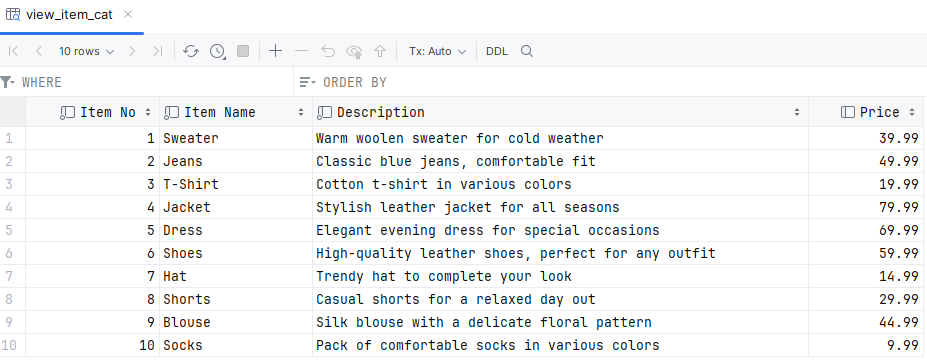 view_item_cat
10 rows Tx: Auto DDL
WHERE ORDER BY
Item No Item Name Description Price
1 1 Sweater Warm woolen sweater for cold weather 39.99
2 2 Jeans Classic blue jeans, comfortable fit 49.99
3 3 T-Shirt Cotton t-shirt in various colors 19.99
4 4 Jacket Stylish leather jacket for all seasons 79.99
5 5 Dress Elegant evening dress for special occasions 69.99
6 6 Shoes High-quality leather shoes, perfect for any outfit 59.99
7 7 Hat Trendy hat to complete your look 14.99
8 8 Shorts Casual shorts for a relaxed day out 29.99
9 9 Blouse Silk blouse with a delicate floral pattern 44.99
10 10 Socks Pack of comfortable socks in various colors 9.99